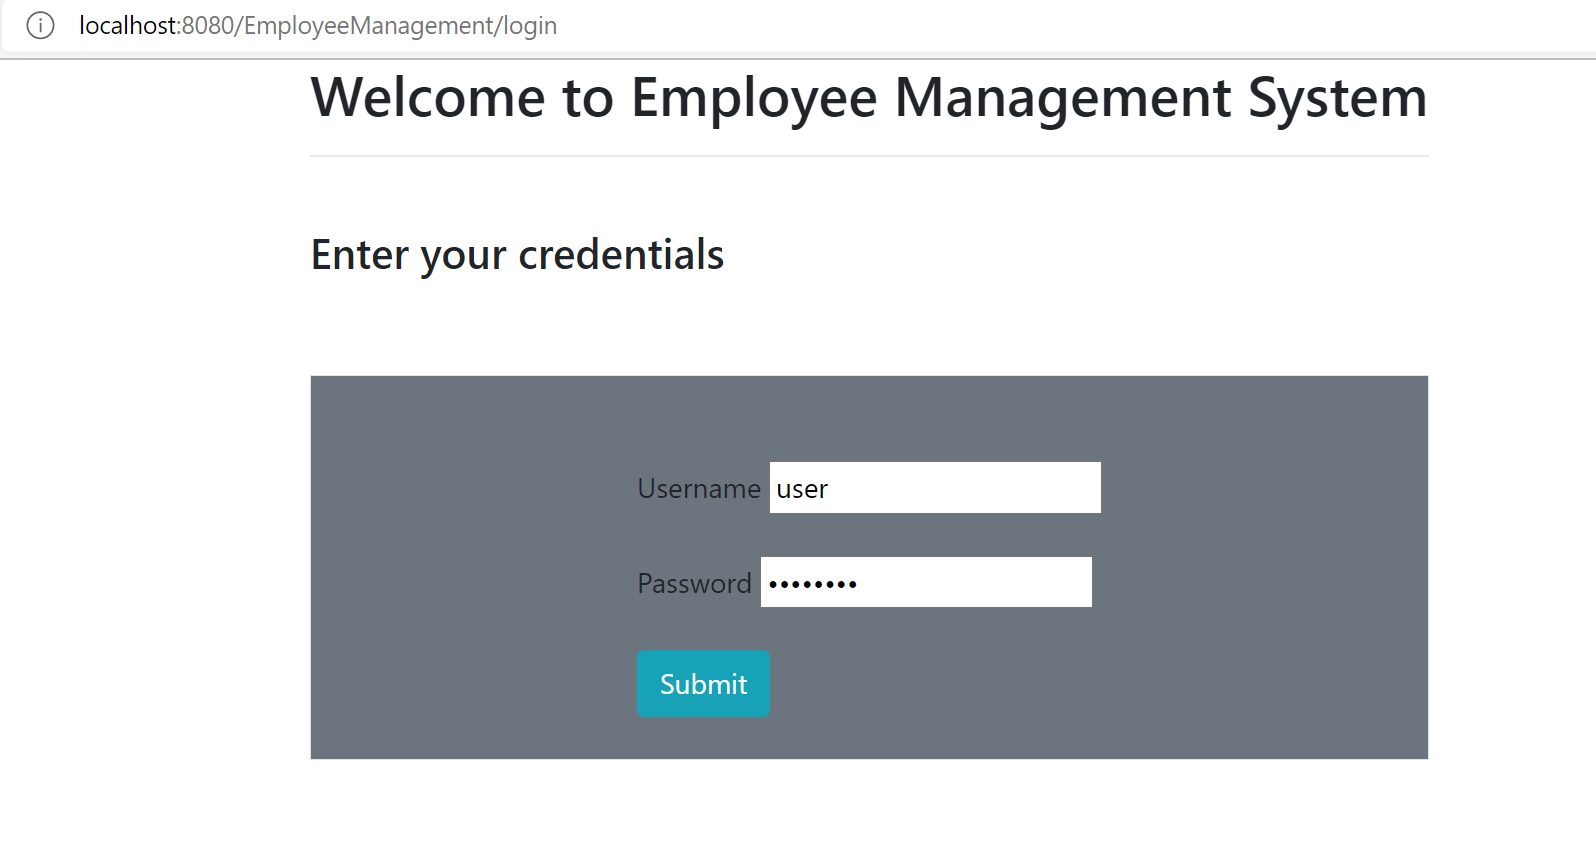 localhost:8080/EmployeeManagement/login
Welcome to Employee Management System
Enter your credentials
Username user
Password ••••••••
Submit